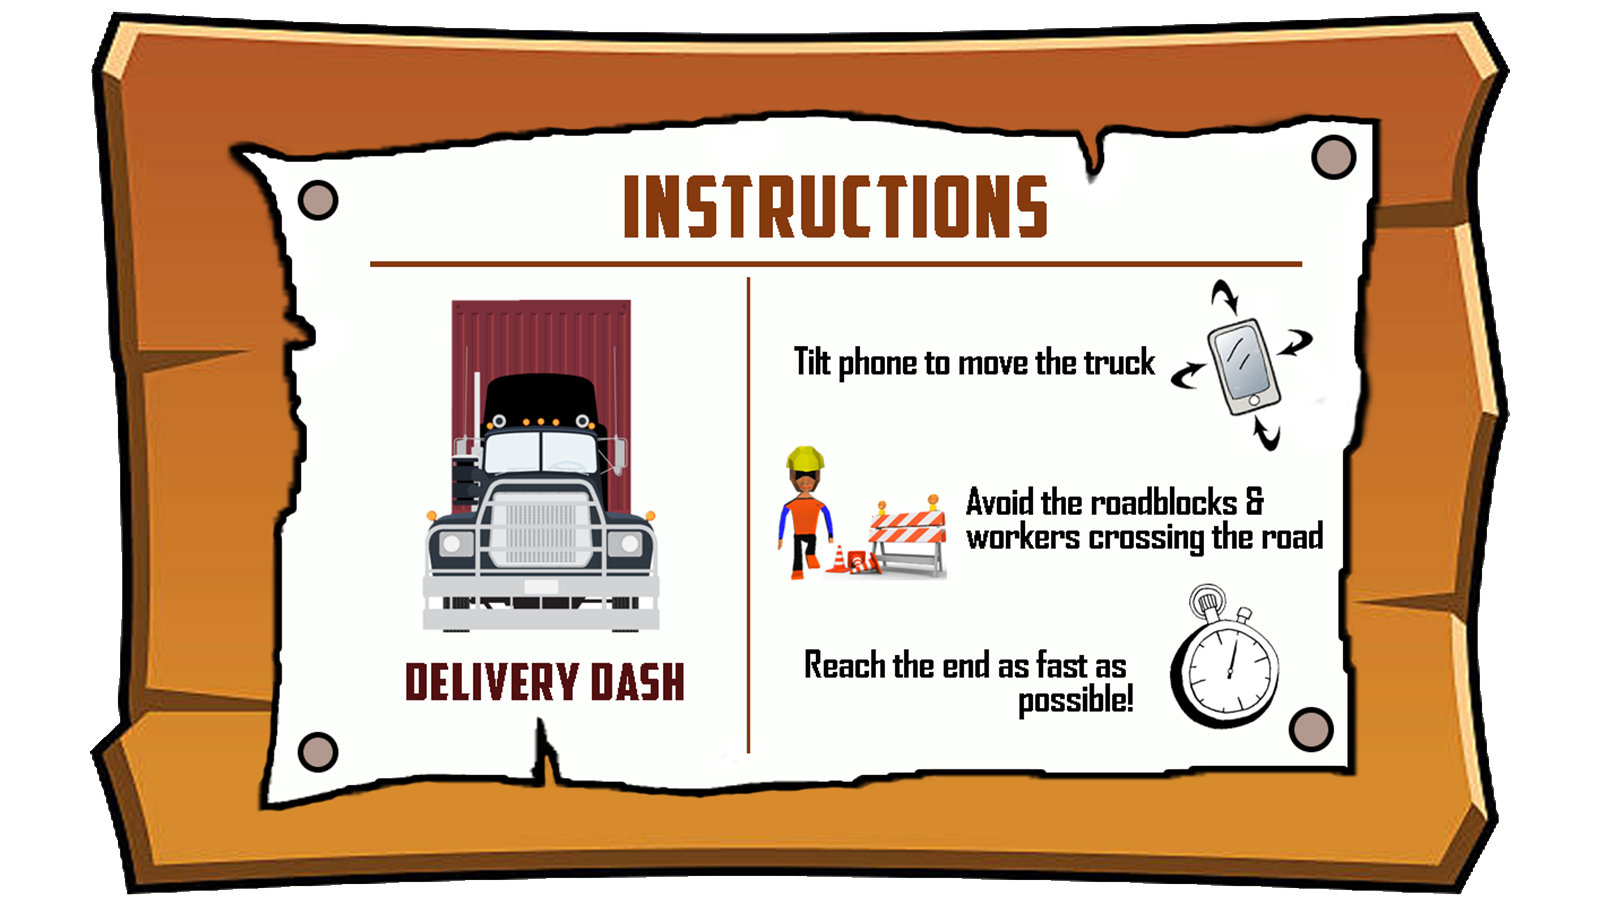 INSTRUCTIONS
DELIVERY DASH
Tilt phone to move the truck
Avoid the roadblocks &
workers crossing the road
Reach the end as fast as
possible!